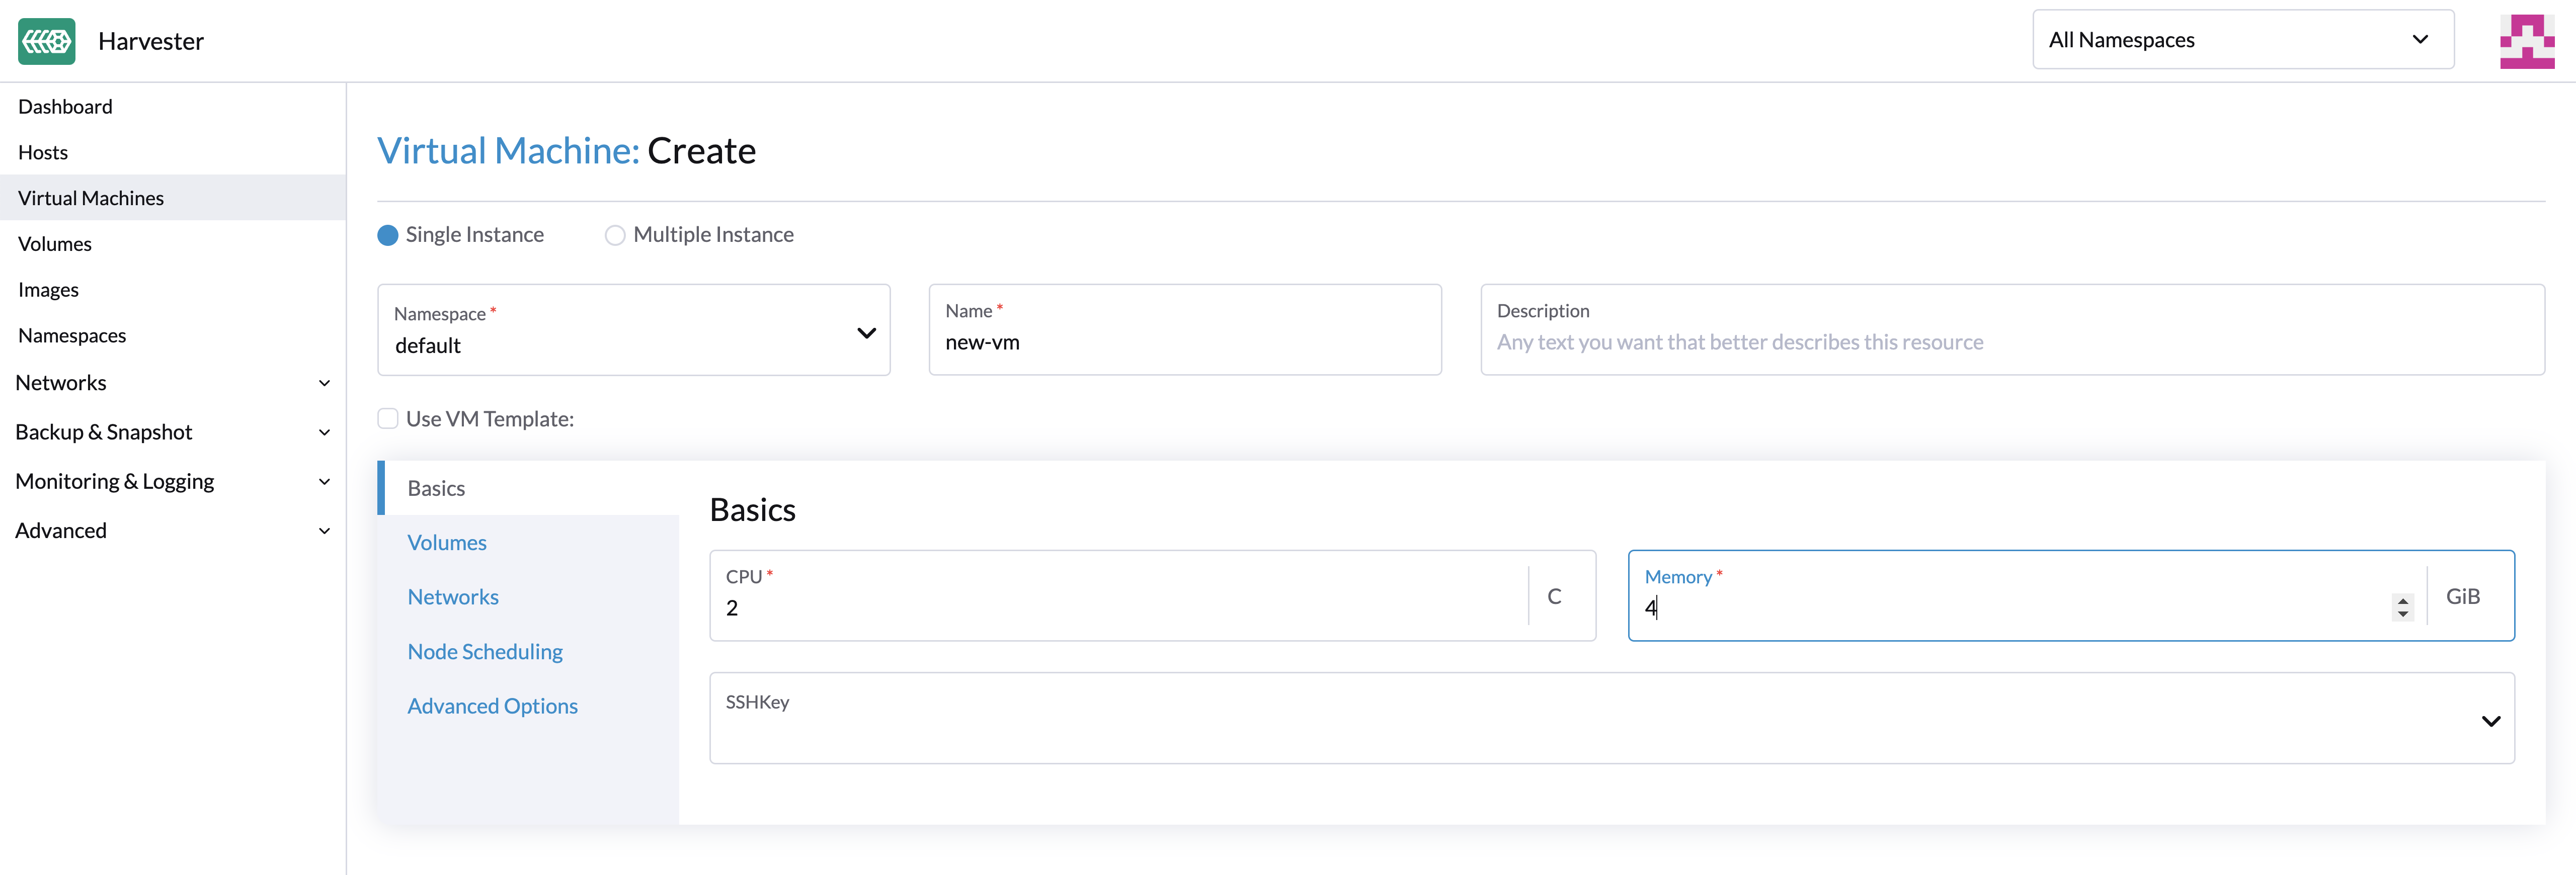 Harvester
All Namespaces
Dashboard
Hosts
Virtual Machines
Volumes
Images
Namespaces
Networks
Backup & Snapshot
Monitoring & Logging
Advanced
Virtual Machine: Create
Single Instance
Multiple Instance
Namespace *
default
Name *
new-vm
Description
Any text you want that better describes this resource
Use VM Template:
Basics
Volumes
Networks
Node Scheduling
Advanced Options
Basics
CPU *
2
C
Memory *
4
GiB
SSHKey